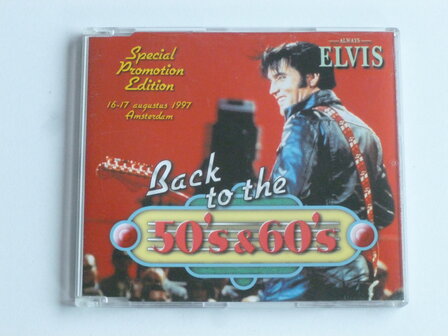 Special
Promotion
Edition
16-17 augustus 1997
Amsterdam
ALWAYS
ELVIS
Back
to the
50's & 60's